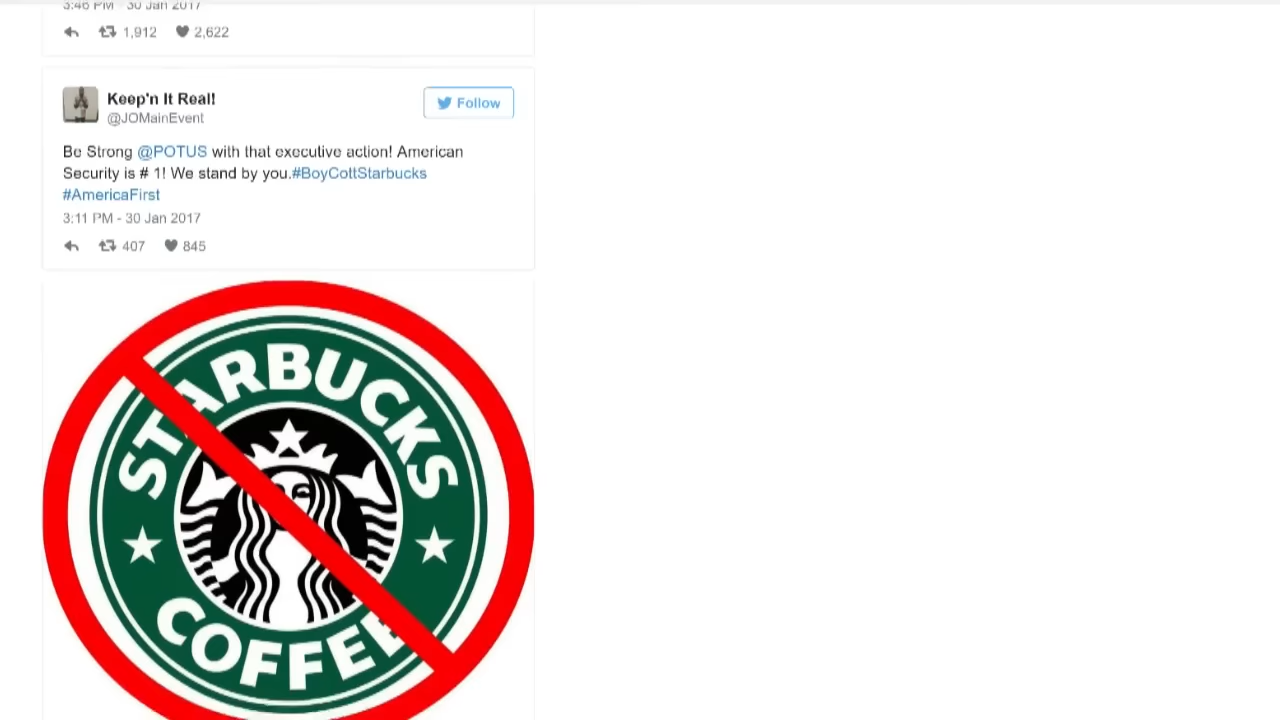 3:46 PM - 30 Jan 2017
1,912 2,622
Keep'n It Real!
@JOMainEvent
Follow
Be Strong @POTUS with that executive action! American
Security is # 1! We stand by you.#BoyCottStarbucks
#AmericaFirst
3:11 PM - 30 Jan 2017
407 845
STARBUCKS
COFFEE